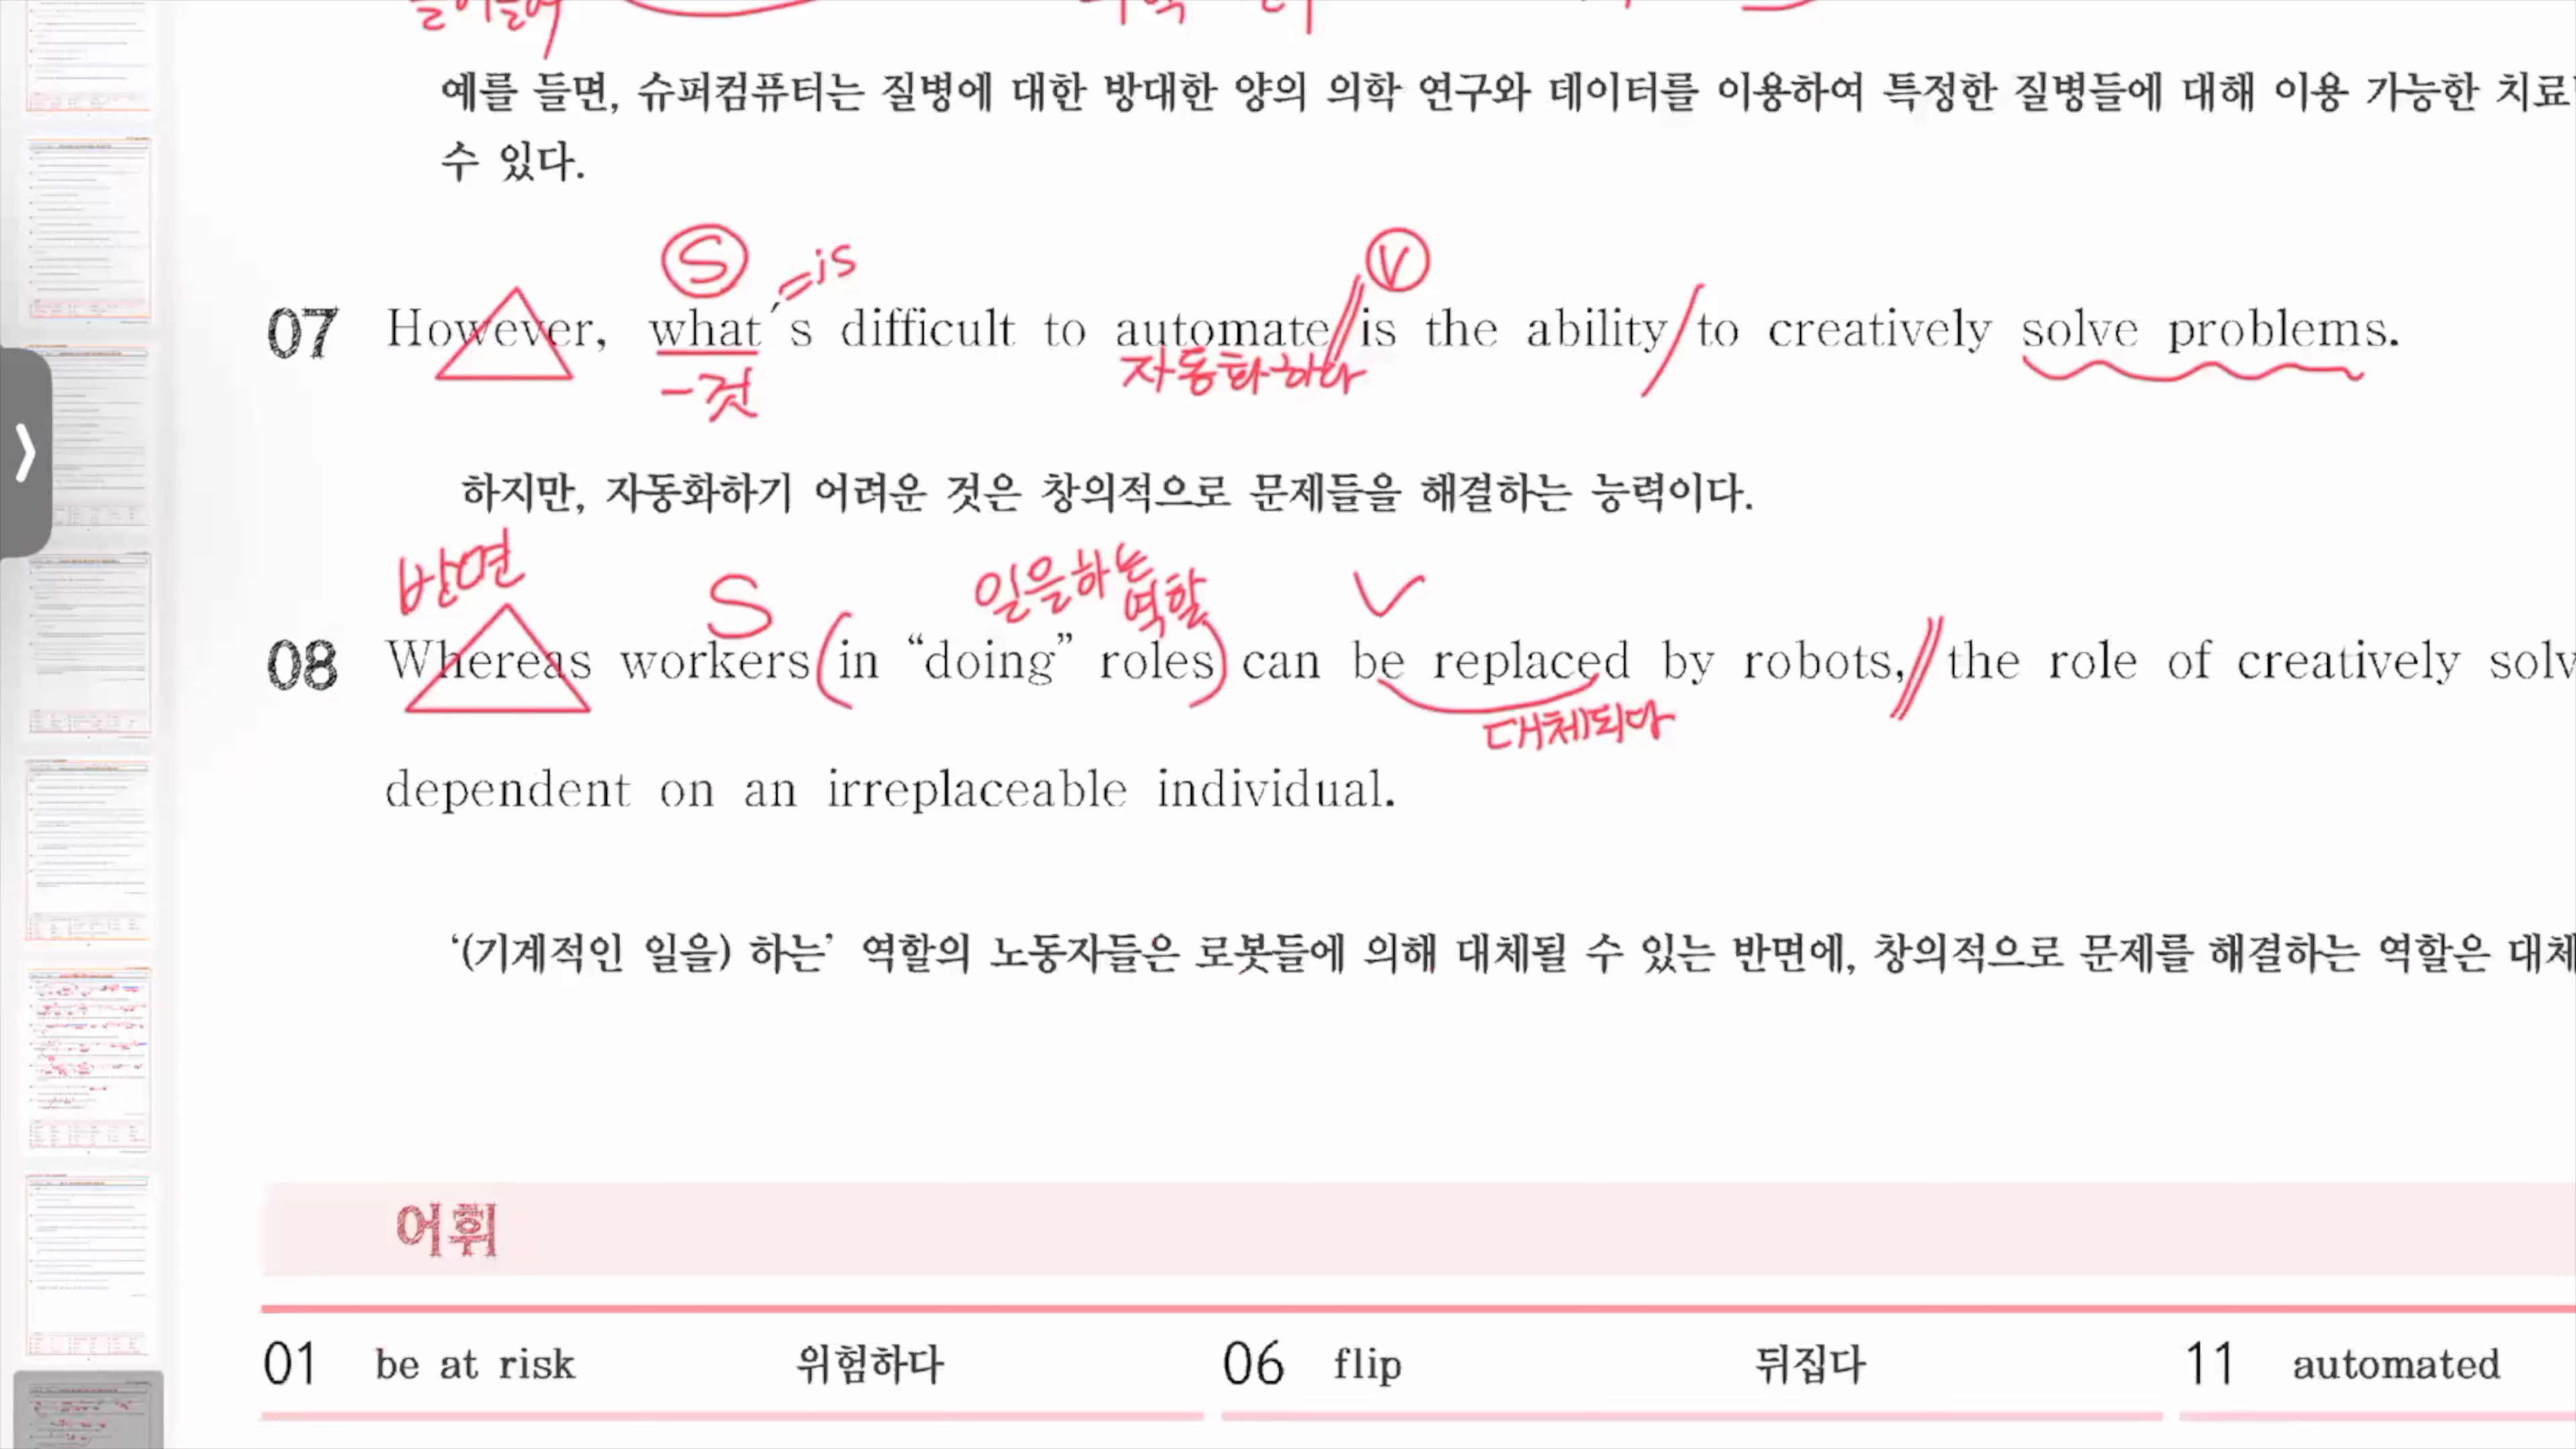 예를 들면, 슈퍼컴퓨터는 질병에 대한 방대한 양의 의학 연구와 데이터를 이용하여 특정한 질병들에 대해 이용 가능한 치료
수 있다.
S =is V
07 However, what´s difficult to automate is the ability to creatively solve problems.
-것 자동화하다
하지만, 자동화하기 어려운 것은 창의적으로 문제들을 해결하는 능력이다.
반면 S 일을하는 역할 V
08 Whereas workers (in “doing” roles) can be replaced by robots, the role of creatively solv
대체되다
dependent on an irreplaceable individual.
‘(기계적인 일을) 하는’ 역할의 노동자들은 로봇들에 의해 대체될 수 있는 반면에, 창의적으로 문제를 해결하는 역할은 대체
어휘
01 be at risk 위험하다 06 flip 뒤집다 11 automated